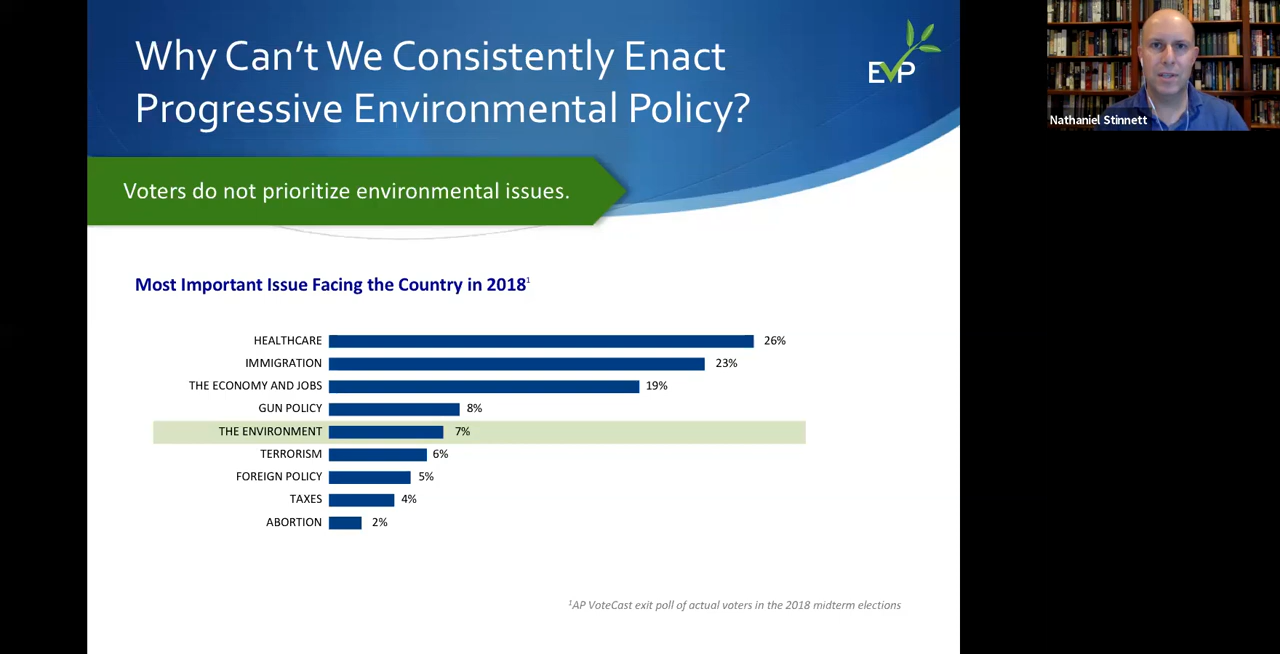 Why Can't We Consistently Enact
Progressive Environmental Policy?
EVP
Nathaniel Stinnett
Voters do not prioritize environmental issues.
Most Important Issue Facing the Country in 2018¹
HEALTHCARE 26%
IMMIGRATION 23%
THE ECONOMY AND JOBS 19%
GUN POLICY 8%
THE ENVIRONMENT 7%
TERRORISM 6%
FOREIGN POLICY 5%
TAXES 4%
ABORTION 2%
¹AP VoteCast exit poll of actual voters in the 2018 midterm elections